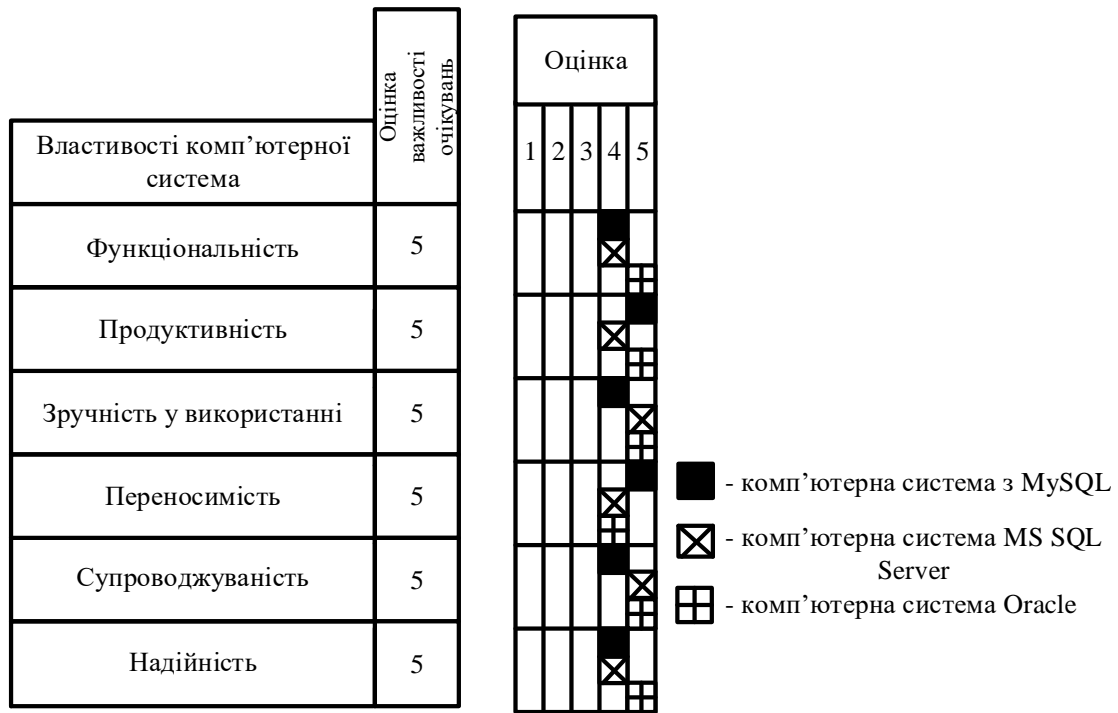 Оцінка
важливості
очікувань
Оцінка
Властивості комп’ютерної
система
1 2 3 4 5
Функціональність 5
Продуктивність 5
Зручність у використанні 5
Переносимість 5
Супроводжуваність 5
Надійність 5
- комп’ютерна система з MySQL
- комп’ютерна система MS SQL
Server
- комп’ютерна система Oracle